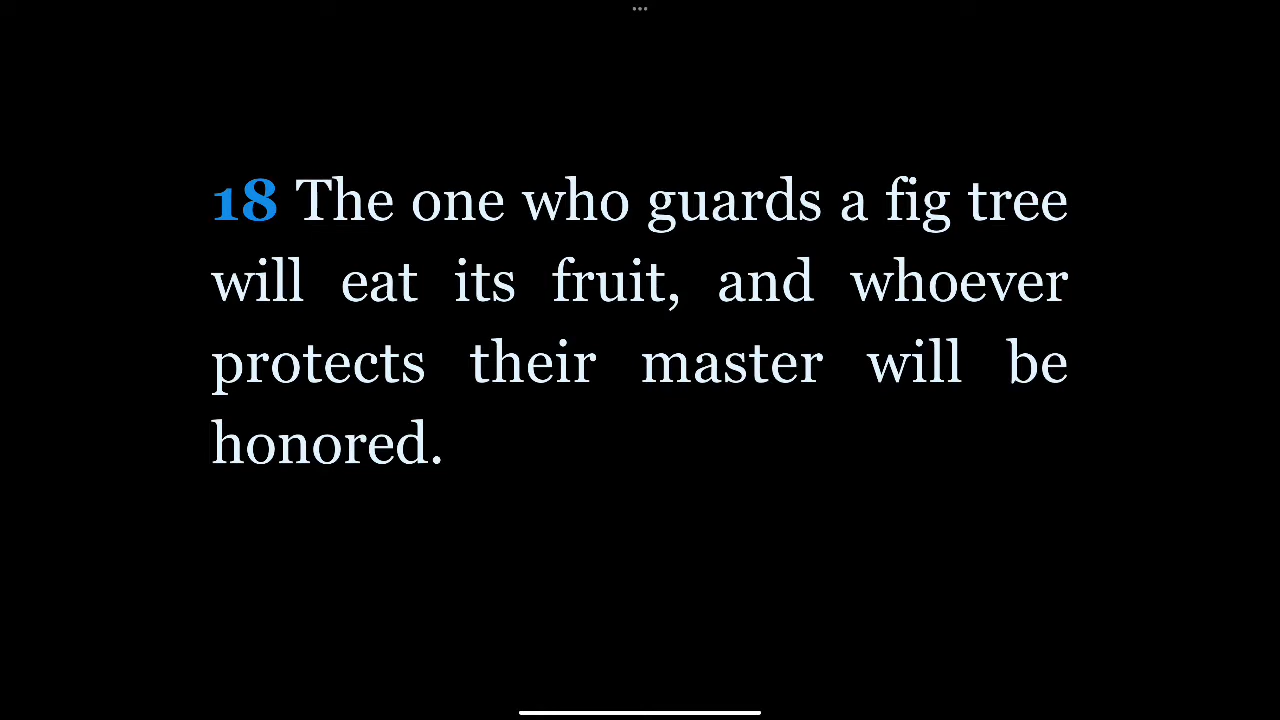 18 The one who guards a fig tree
will eat its fruit, and whoever
protects their master will be
honored.